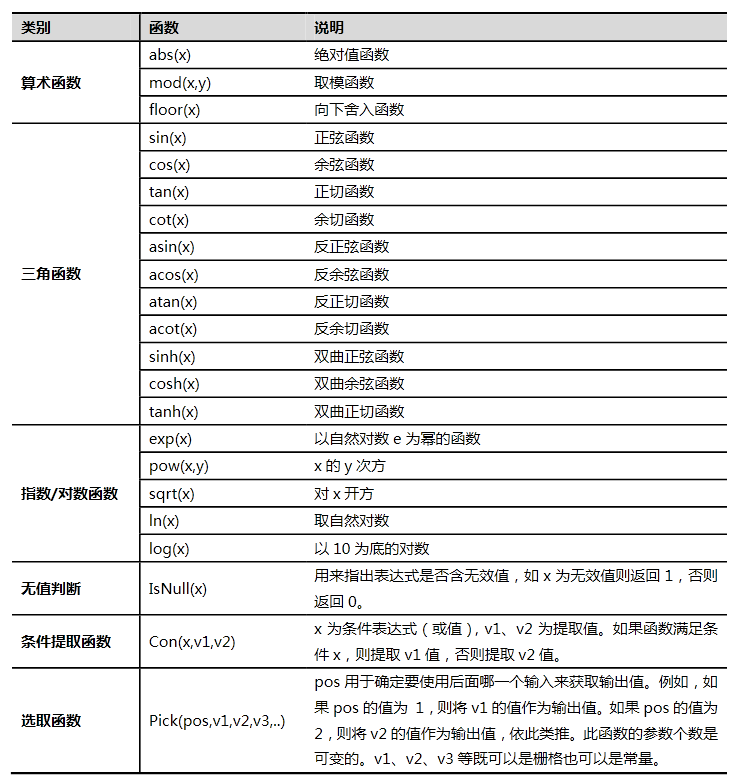 类别 函数 说明
算术函数
abs(x) 绝对值函数
mod(x,y) 取模函数
floor(x) 向下舍入函数
三角函数
sin(x) 正弦函数
cos(x) 余弦函数
tan(x) 正切函数
cot(x) 余切函数
asin(x) 反正弦函数
acos(x) 反余弦函数
atan(x) 反正切函数
acot(x) 反余切函数
sinh(x) 双曲正弦函数
cosh(x) 双曲余弦函数
tanh(x) 双曲正切函数
指数/对数函数
exp(x) 以自然对数 e 为幂的函数
pow(x,y) x 的 y 次方
sqrt(x) 对 x 开方
ln(x) 取自然对数
log(x) 以 10 为底的对数
无值判断 IsNull(x)
用来指出表达式是否含无效值，如 x 为无效值则返回 1，否则
返回 0。
条件提取函数 Con(x,v1,v2)
x 为条件表达式（或值），v1、v2 为提取值。如果函数满足条
件 x，则提取 v1 值，否则提取 v2 值。
选取函数 Pick(pos,v1,v2,v3,..)
pos 用于确定要使用后面哪一个输入来获取输出值。例如，如
果 pos 的值为 1，则将 v1 的值作为输出值。如果 pos 的值为
2，则将 v2 的值作为输出值，依此类推。此函数的参数个数是
可变的。v1、v2、v3 等既可以是栅格也可以是常量。